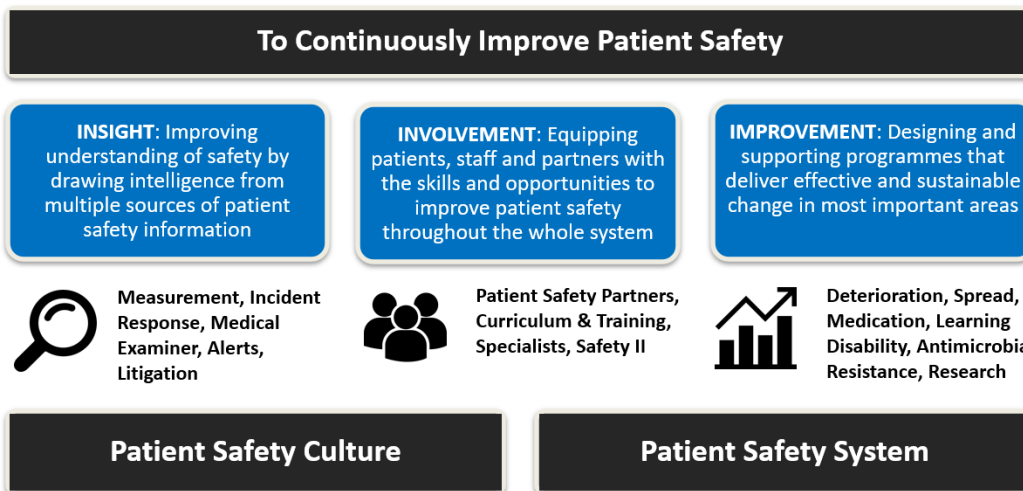 To Continuously Improve Patient Safety
INSIGHT: Improving
understanding of safety by
drawing intelligence from
multiple sources of patient
safety information
INVOLVEMENT: Equipping
patients, staff and partners with
the skills and opportunities to
improve patient safety
throughout the whole system
IMPROVEMENT: Designing and
supporting programmes that
deliver effective and sustainable
change in most important areas
Measurement, Incident
Response, Medical
Examiner, Alerts,
Litigation
Patient Safety Partners,
Curriculum & Training,
Specialists, Safety II
Deterioration, Spread,
Medication, Learning
Disability, Antimicrobia
Resistance, Research
Patient Safety Culture
Patient Safety System